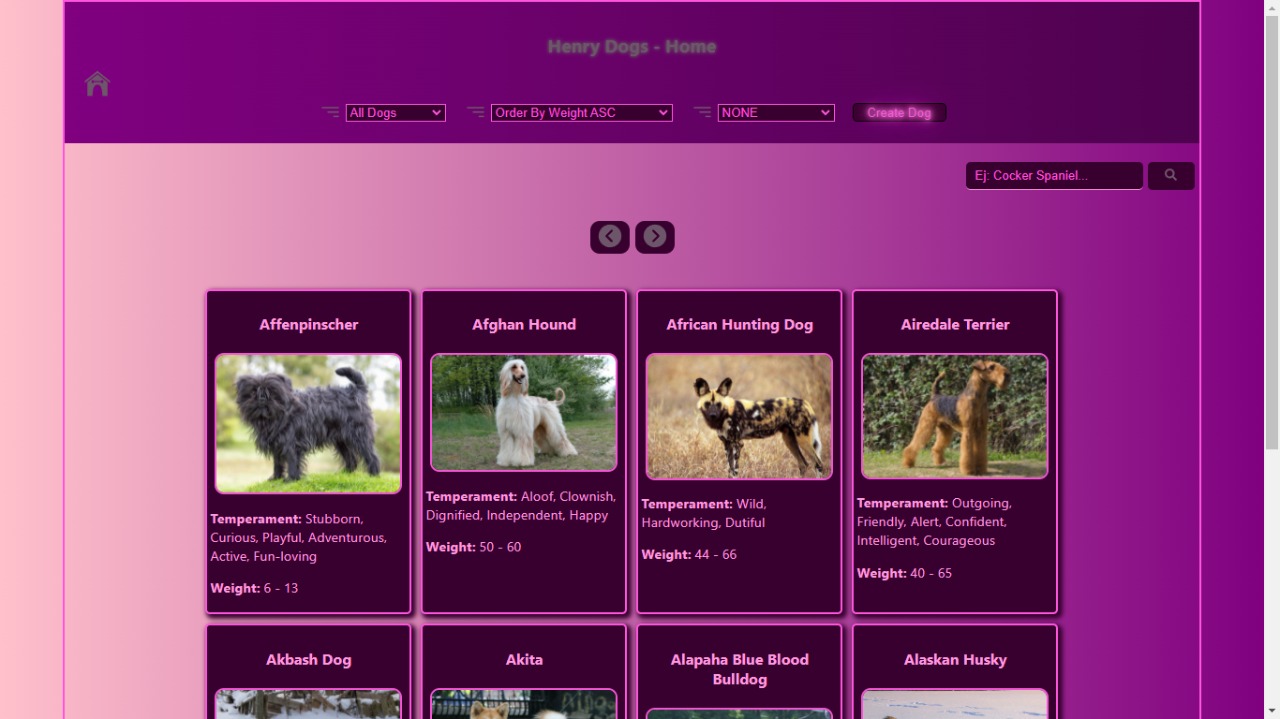 Henry Dogs - Home
All Dogs
Order By Weight ASC
NONE
Create Dog
Ej: Cocker Spaniel...
Affenpinscher
Temperament: Stubborn,
Curious, Playful, Adventurous,
Active, Fun-loving
Weight: 6 - 13
Afghan Hound
Temperament: Aloof, Clownish,
Dignified, Independent, Happy
Weight: 50 - 60
African Hunting Dog
Temperament: Wild,
Hardworking, Dutiful
Weight: 44 - 66
Airedale Terrier
Temperament: Outgoing,
Friendly, Alert, Confident,
Intelligent, Courageous
Weight: 40 - 65
Akbash Dog
Akita
Alapaha Blue Blood
Bulldog
Alaskan Husky